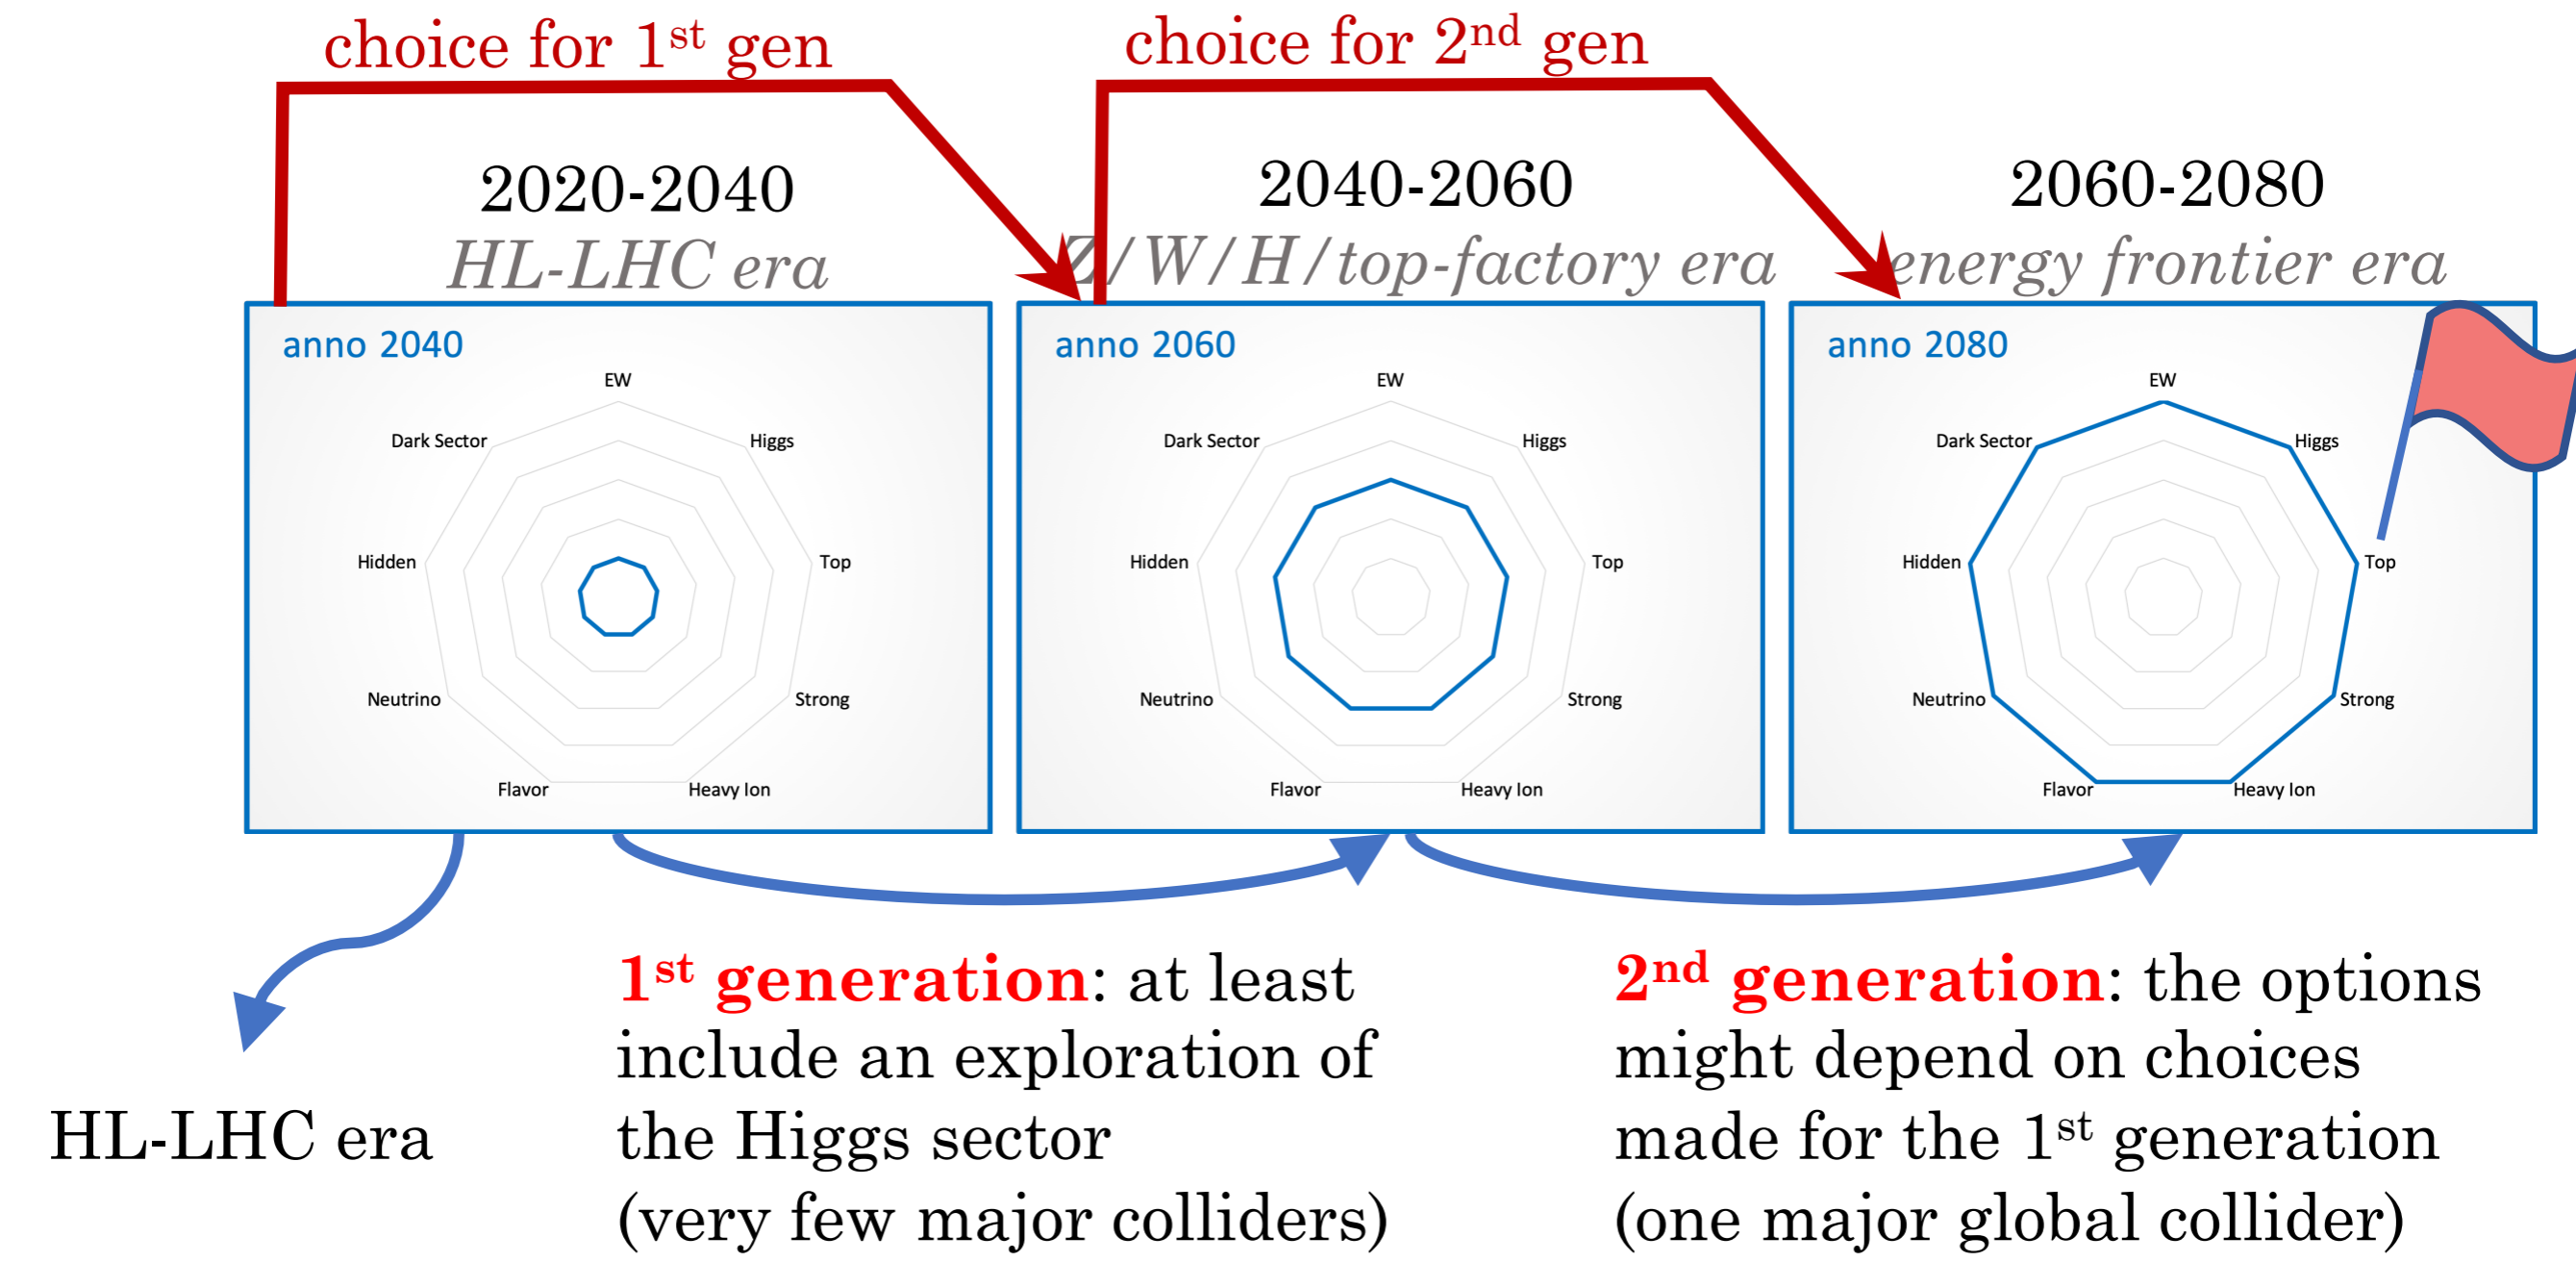 choice for 1st gen
choice for 2nd gen
2020-2040
HL-LHC era
2040-2060
Z/W/H/top-factory era
2060-2080
energy frontier era
anno 2040
EW
Higgs
Top
Strong
Heavy Ion
Flavor
Neutrino
Hidden
Dark Sector
anno 2060
EW
Higgs
Top
Strong
Heavy Ion
Flavor
Neutrino
Hidden
Dark Sector
anno 2080
EW
Higgs
Top
Strong
Heavy Ion
Flavor
Neutrino
Hidden
Dark Sector
HL-LHC era
1st generation: at least
include an exploration of
the Higgs sector
(very few major colliders)
2nd generation: the options
might depend on choices
made for the 1st generation
(one major global collider)